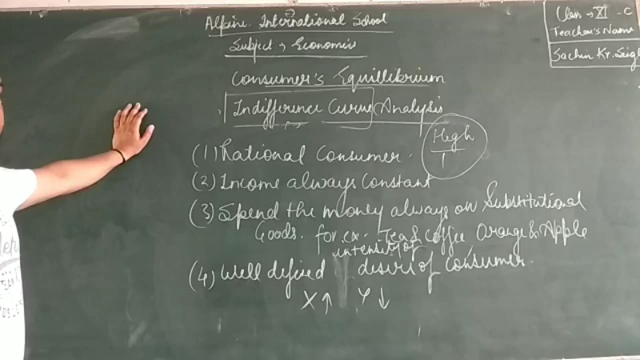 Alpine International School
Subject → Economics
Class → XI - C
Teacher's Name
Sachin Kr. Singh
Consumer's Equillibrium
Indifference Curve Analysis
High
1
(1) Rational Consumer.
(2) Income always Constant
(3) Spend the money always on Substitutional
Goods. for ex. Tea & Coffee Orange & Apple
intensity of
(4) Well defined desire of Consumer.
X ↑ Y ↓